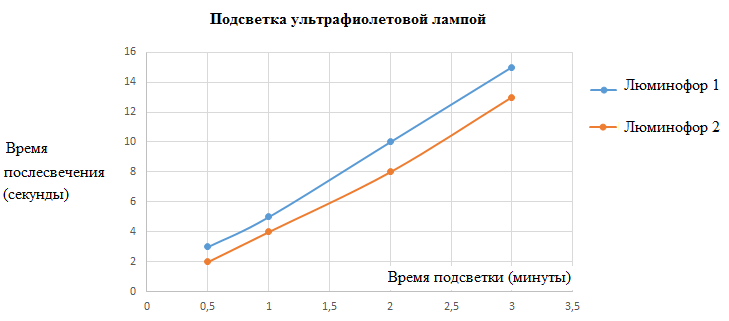 Подсветка ультрафиолетовой лампой
16
14
12
10
8
6
4
2
0
Время
послесвечения
(секунды)
Люминофор 1
Люминофор 2
Время подсветки (минуты)
0 0,5 1 1,5 2 2,5 3 3,5